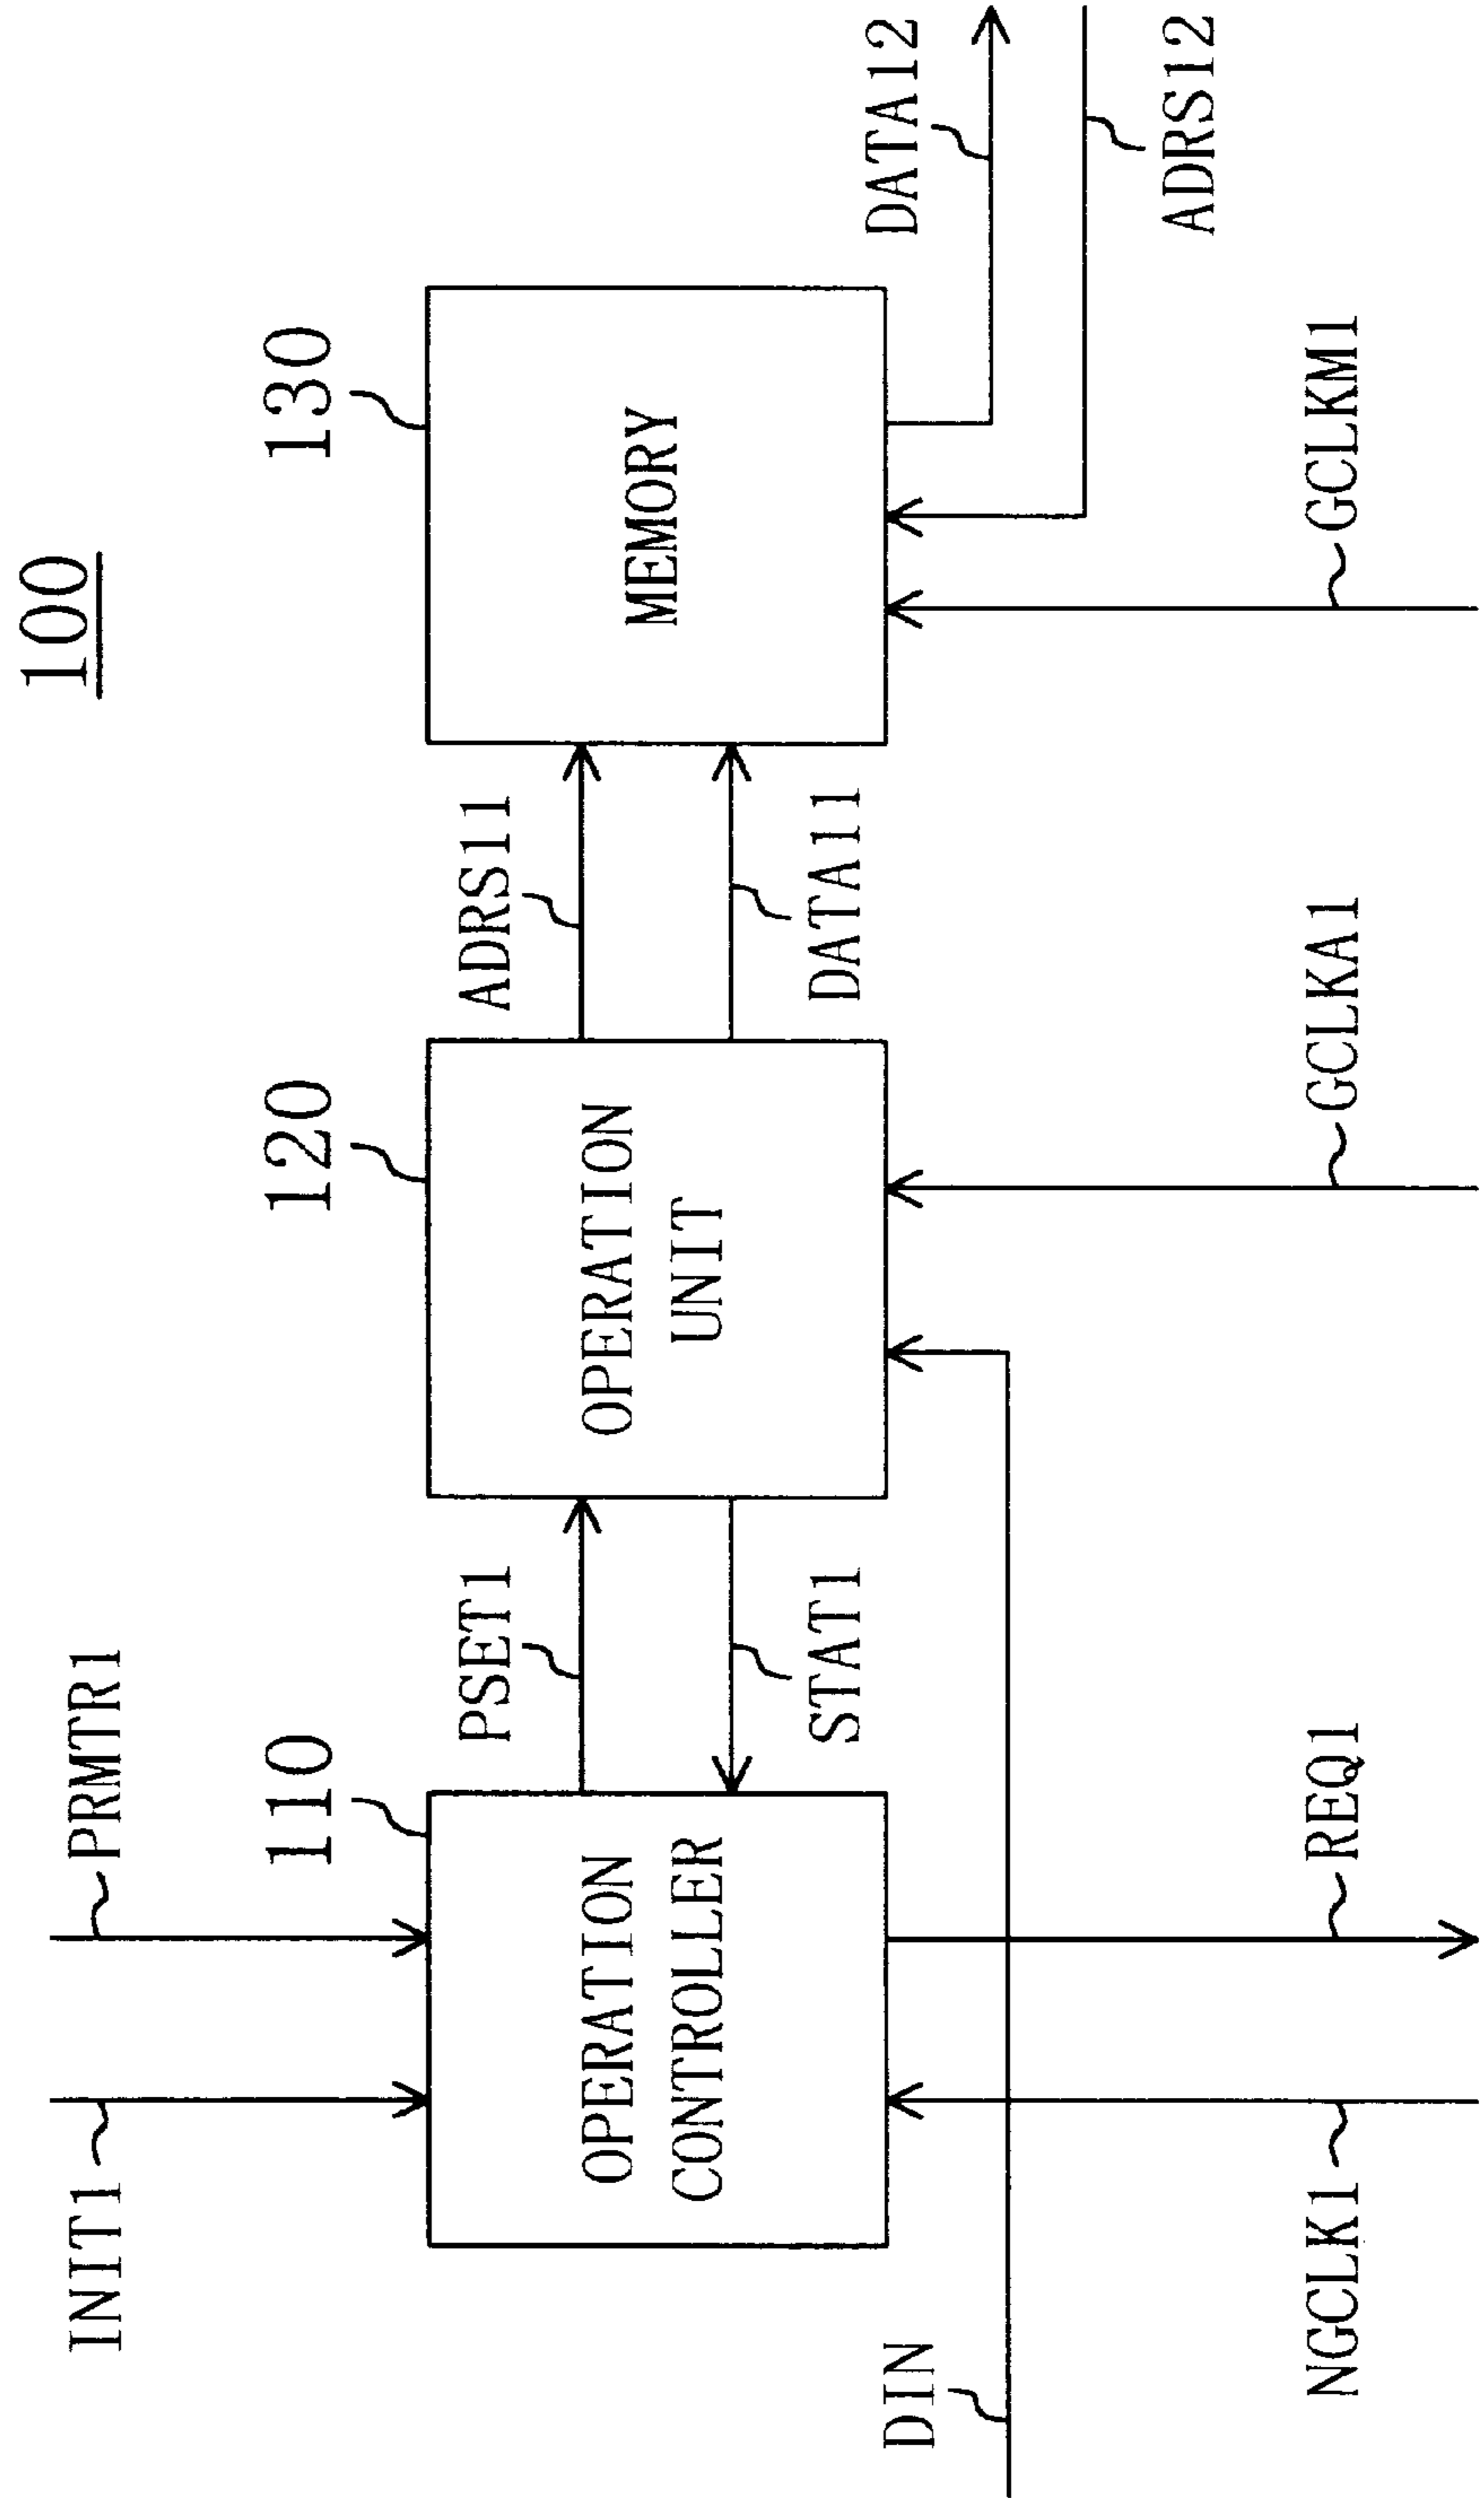 100
INIT1
PRMTR1
110
120
130
PSET1
ADRS11
OPERATION
CONTROLLER
OPERATION
UNIT
MEMORY
STAT1
DATA11
DIN
DATA12
ADRS12
NGCLK1
REQ1
GCLKA1
GCLKM1